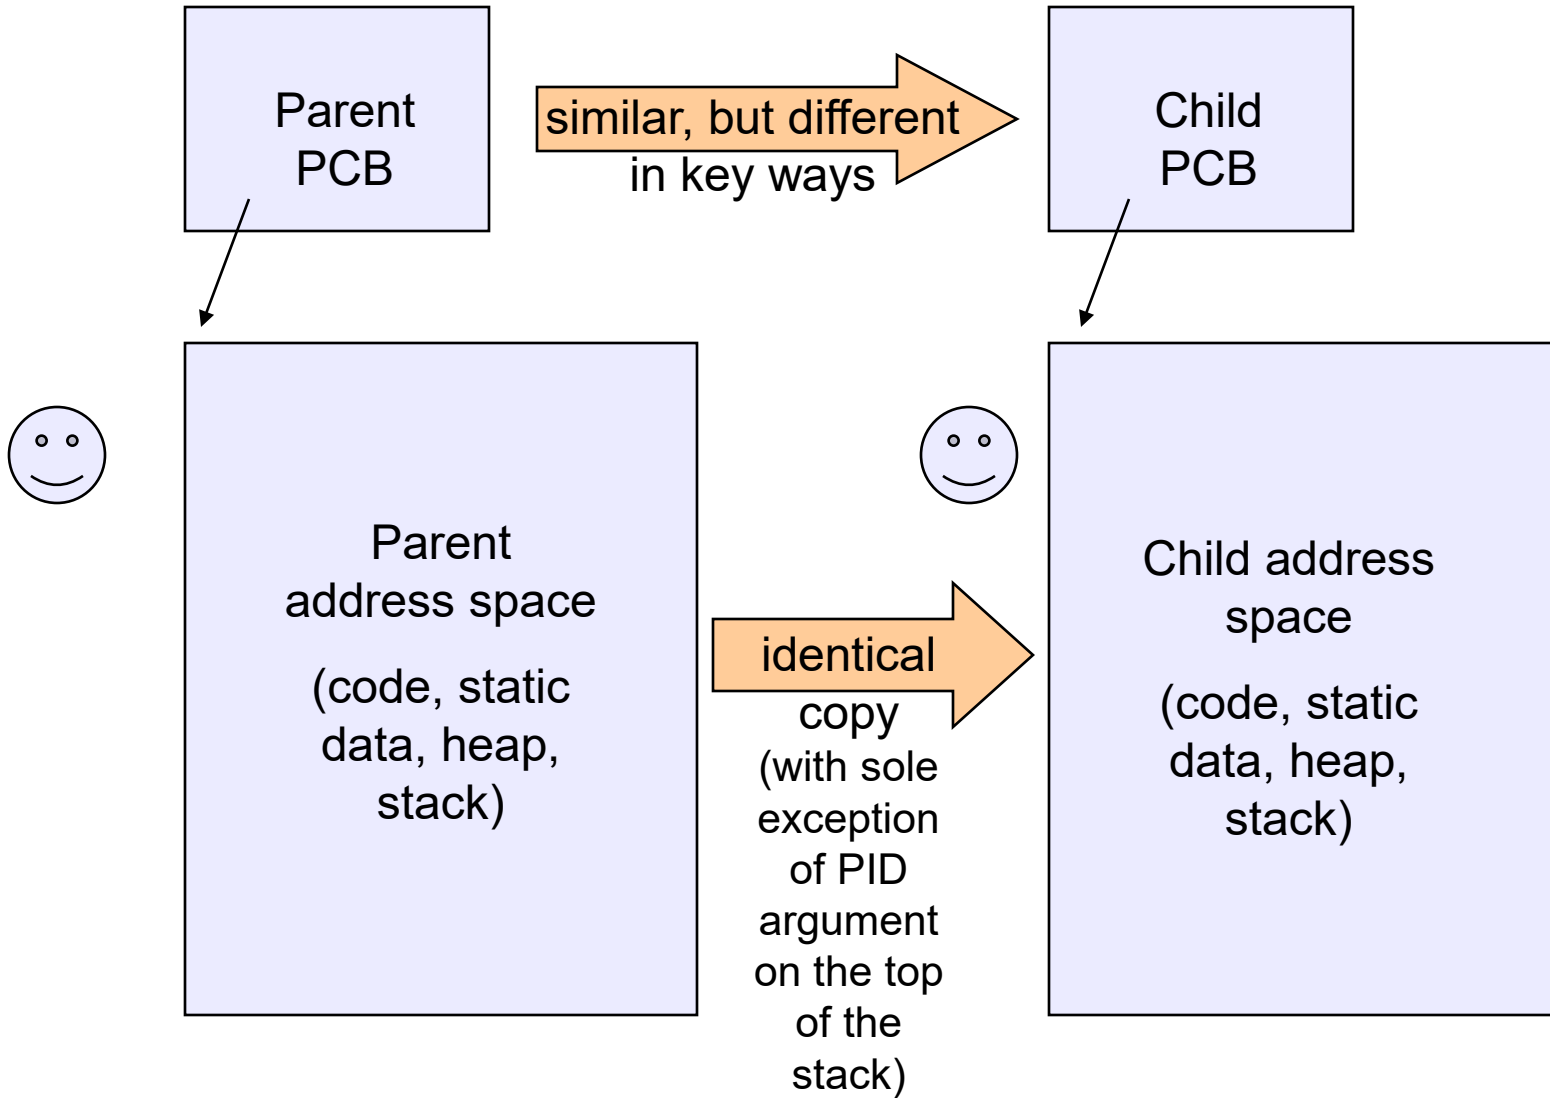 Parent
PCB
similar, but different
in key ways
Child
PCB
Parent
address space
(code, static
data, heap,
stack)
identical
copy
(with sole
exception
of PID
argument
on the top
of the
stack)
Child address
space
(code, static
data, heap,
stack)